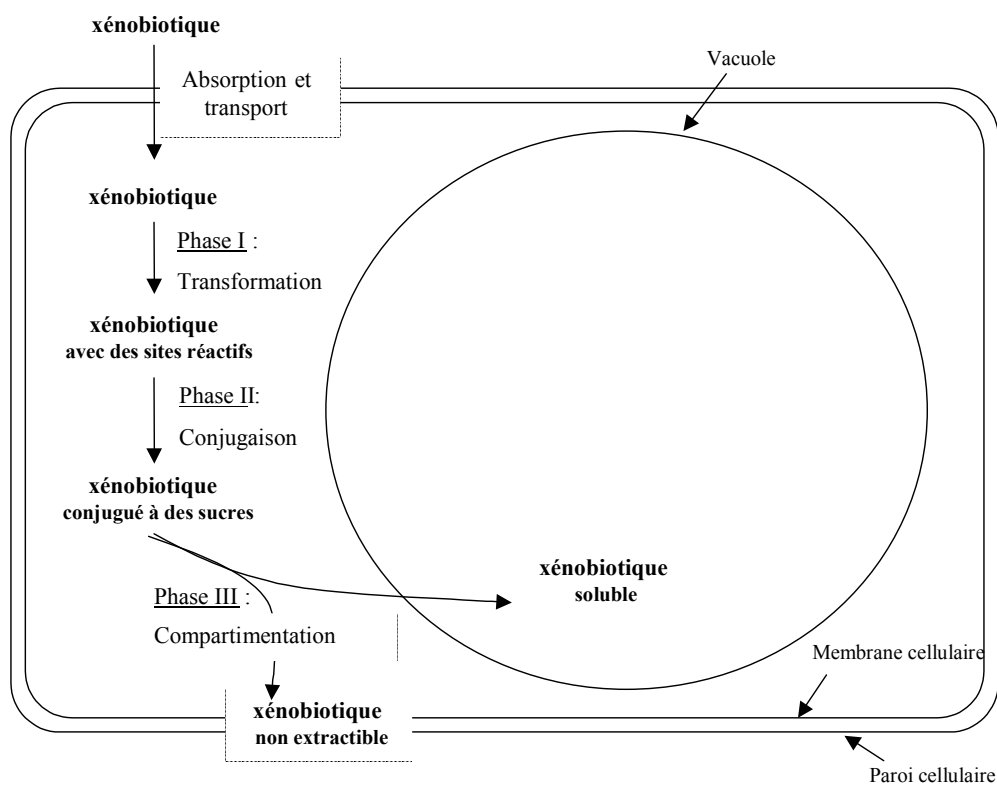 xénobiotique
Vacuole
Absorption et
transport
xénobiotique
Phase I :
Transformation
xénobiotique
avec des sites réactifs
Phase II:
Conjugaison
xénobiotique
conjugué à des sucres
xénobiotique
soluble
Phase III :
Compartimentation
Membrane cellulaire
xénobiotique
non extractible
Paroi cellulaire